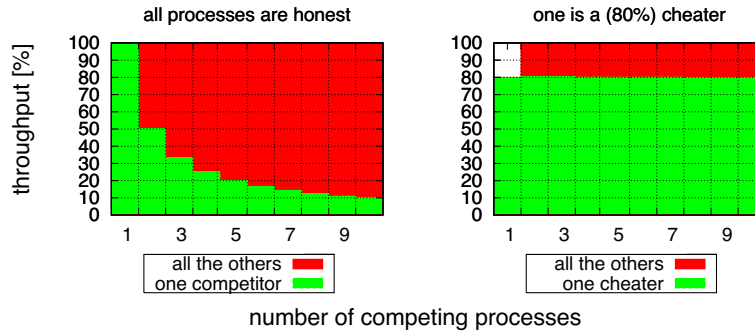 all processes are honest
one is a (80%) cheater
throughput [%]
100
90
80
70
60
50
40
30
20
10
0
1 3 5 7 9
all the others
one competitor
100
90
80
70
60
50
40
30
20
10
0
1 3 5 7 9
all the others
one cheater
number of competing processes